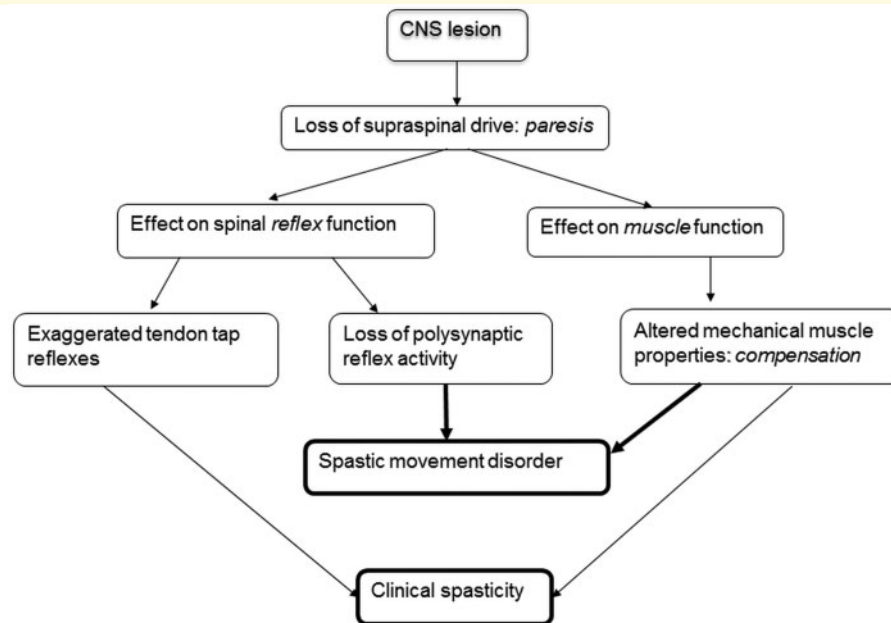 CNS lesion
Loss of supraspinal drive: paresis
Effect on spinal reflex function
Effect on muscle function
Exaggerated tendon tap
reflexes
Loss of polysynaptic
reflex activity
Altered mechanical muscle
properties: compensation
Spastic movement disorder
Clinical spasticity